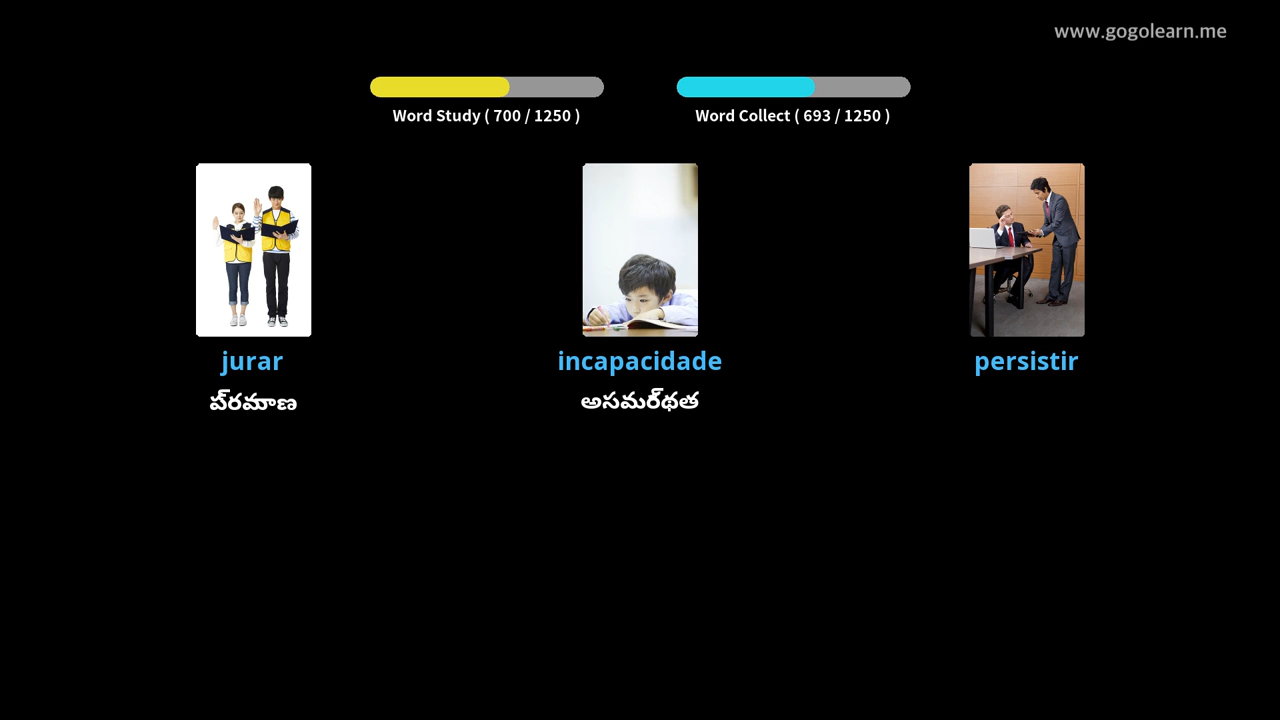 www.gogolearn.me
Word Study ( 700 / 1250 )
Word Collect ( 693 / 1250 )
jurar
incapacidade
persistir
ప్రమాణ
అసమర్థత